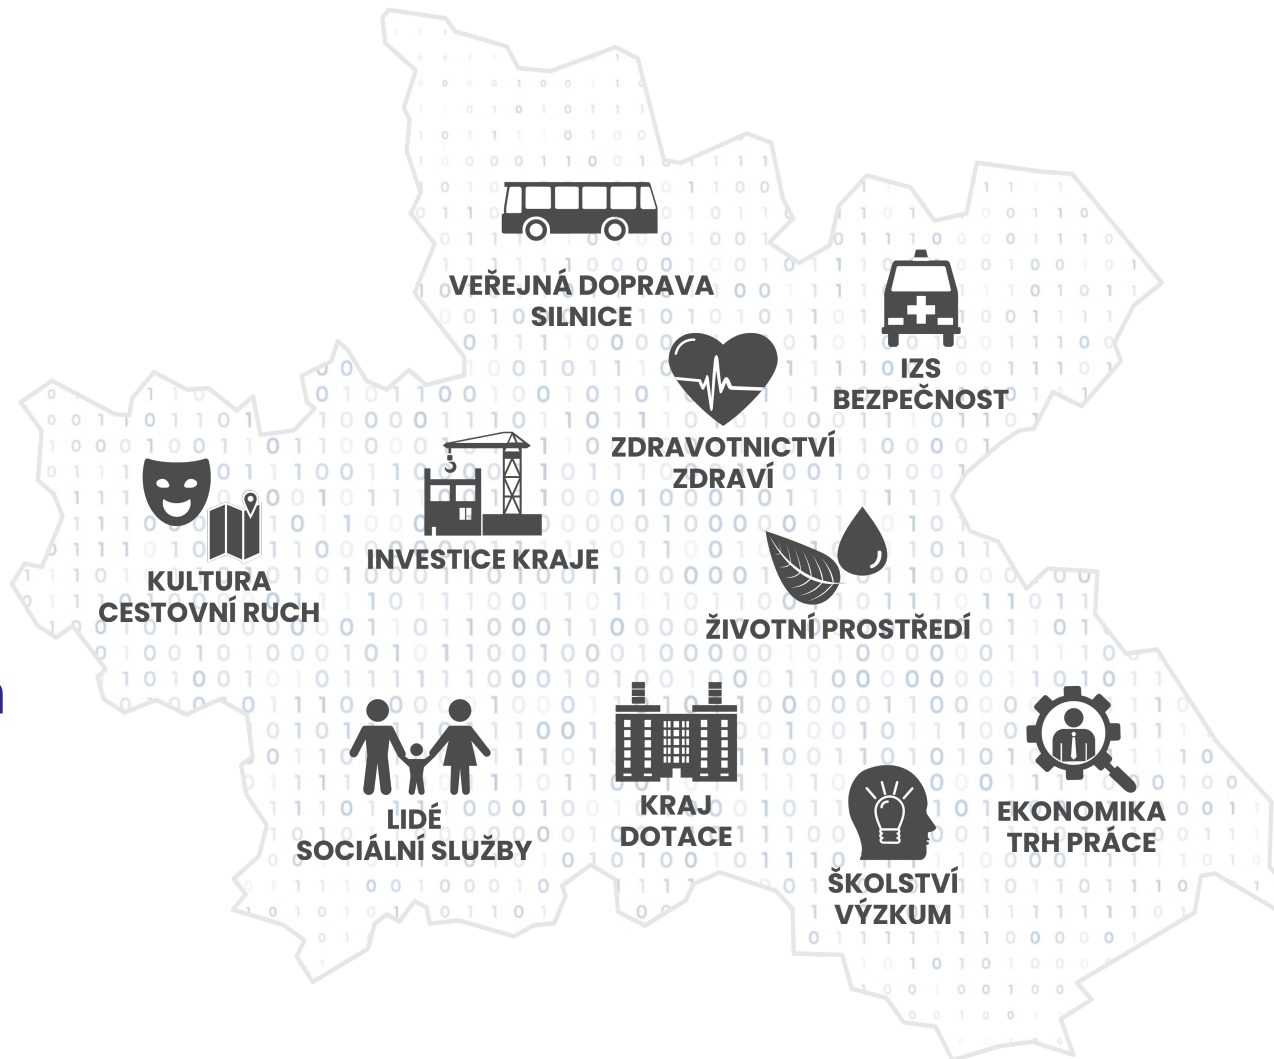 VEŘEJNÁ DOPRAVA
SILNICE
IZS
BEZPEČNOST
ZDRAVOTNICTVÍ
ZDRAVÍ
INVESTICE KRAJE
KULTURA
CESTOVNÍ RUCH
ŽIVOTNÍ PROSTŘEDÍ
LIDÉ
SOCIÁLNÍ SLUŽBY
KRAJ
DOTACE
EKONOMIKA
TRH PRÁCE
ŠKOLSTVÍ
VÝZKUM